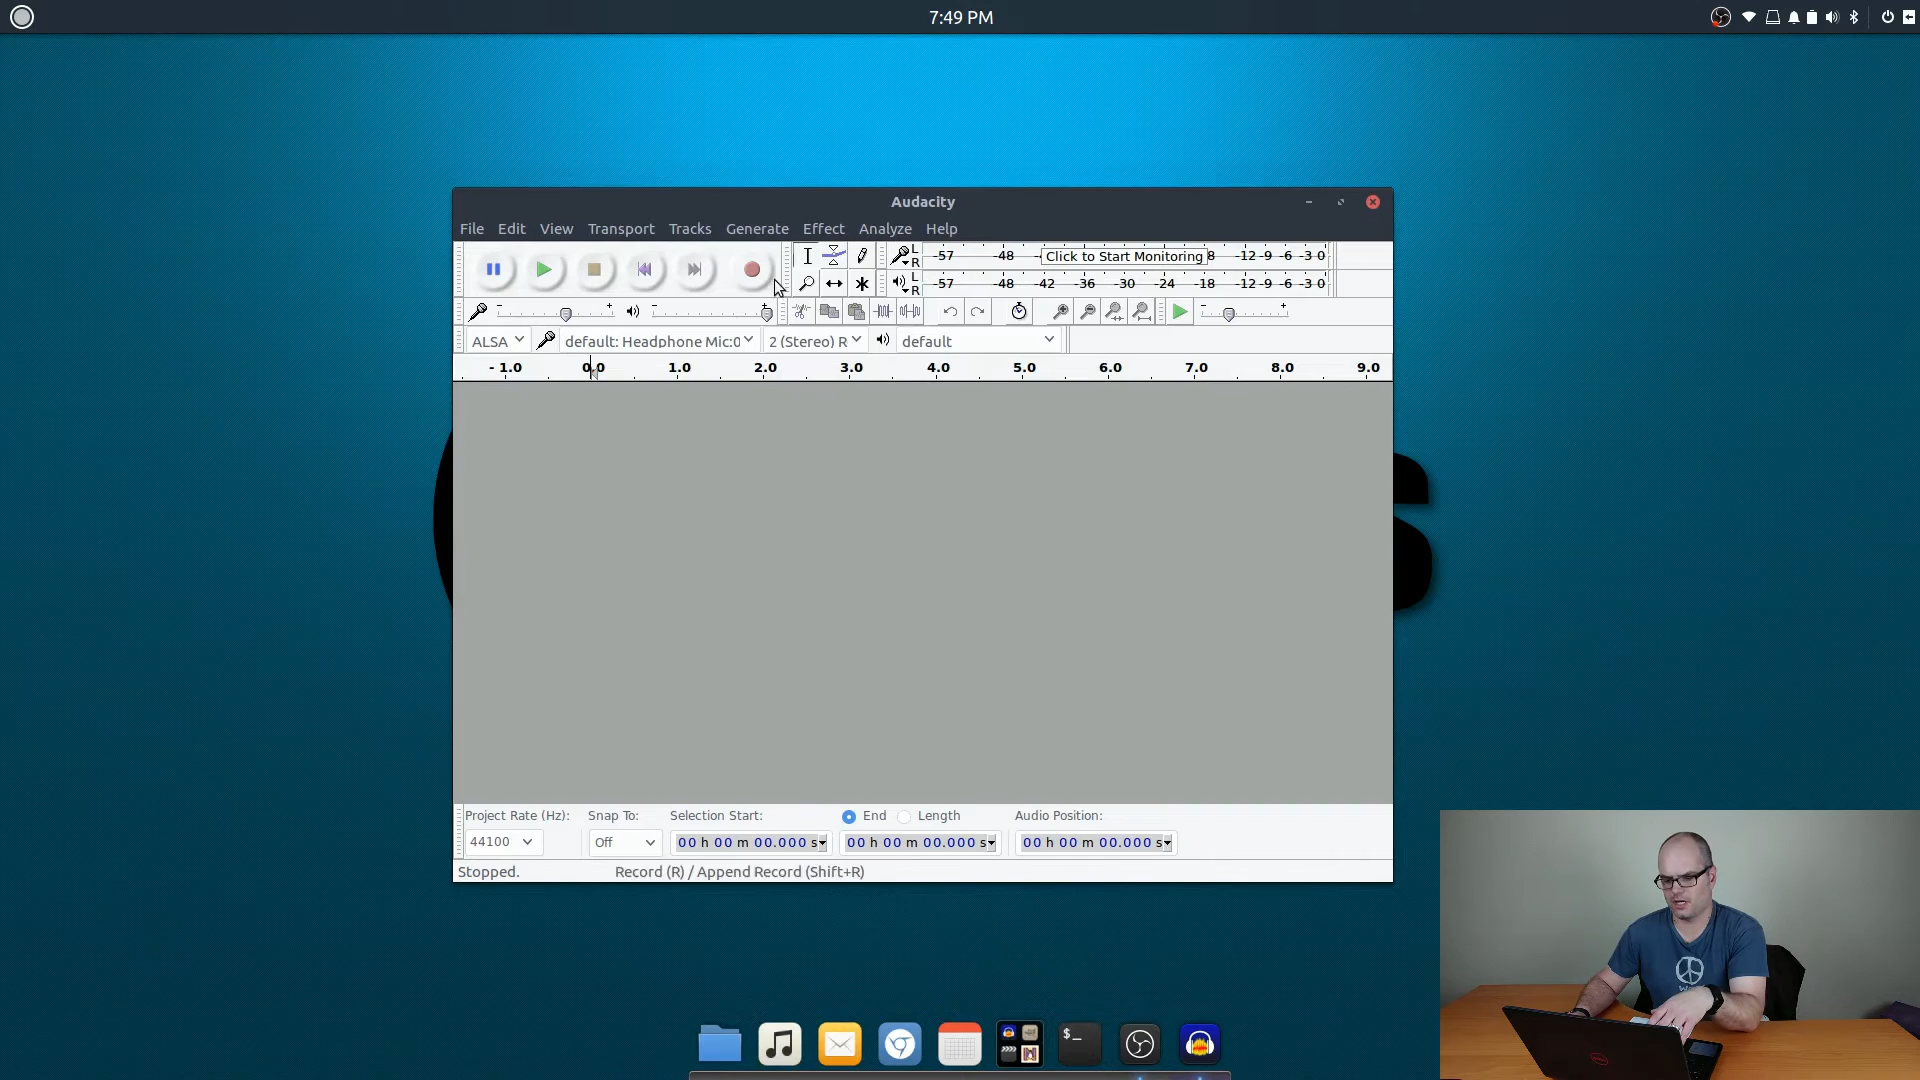 7:49 PM
Audacity
File Edit View Transport Tracks Generate Effect Analyze Help
L
R
-57 -48 - Click to Start Monitoring 8 -12 -9 -6 -3 0
L
R
-57 -48 -42 -36 -30 -24 -18 -12 -9 -6 -3 0
- + - +
- +
ALSA default: Headphone Mic:0 2 (Stereo) R default
- 1.0 0.0 1.0 2.0 3.0 4.0 5.0 6.0 7.0 8.0 9.0
Project Rate (Hz): Snap To: Selection Start: End Length Audio Position:
44100 Off 00 h 00 m 00.000 s 00 h 00 m 00.000 s 00 h 00 m 00.000 s
Stopped. Record (R) / Append Record (Shift+R)
$_